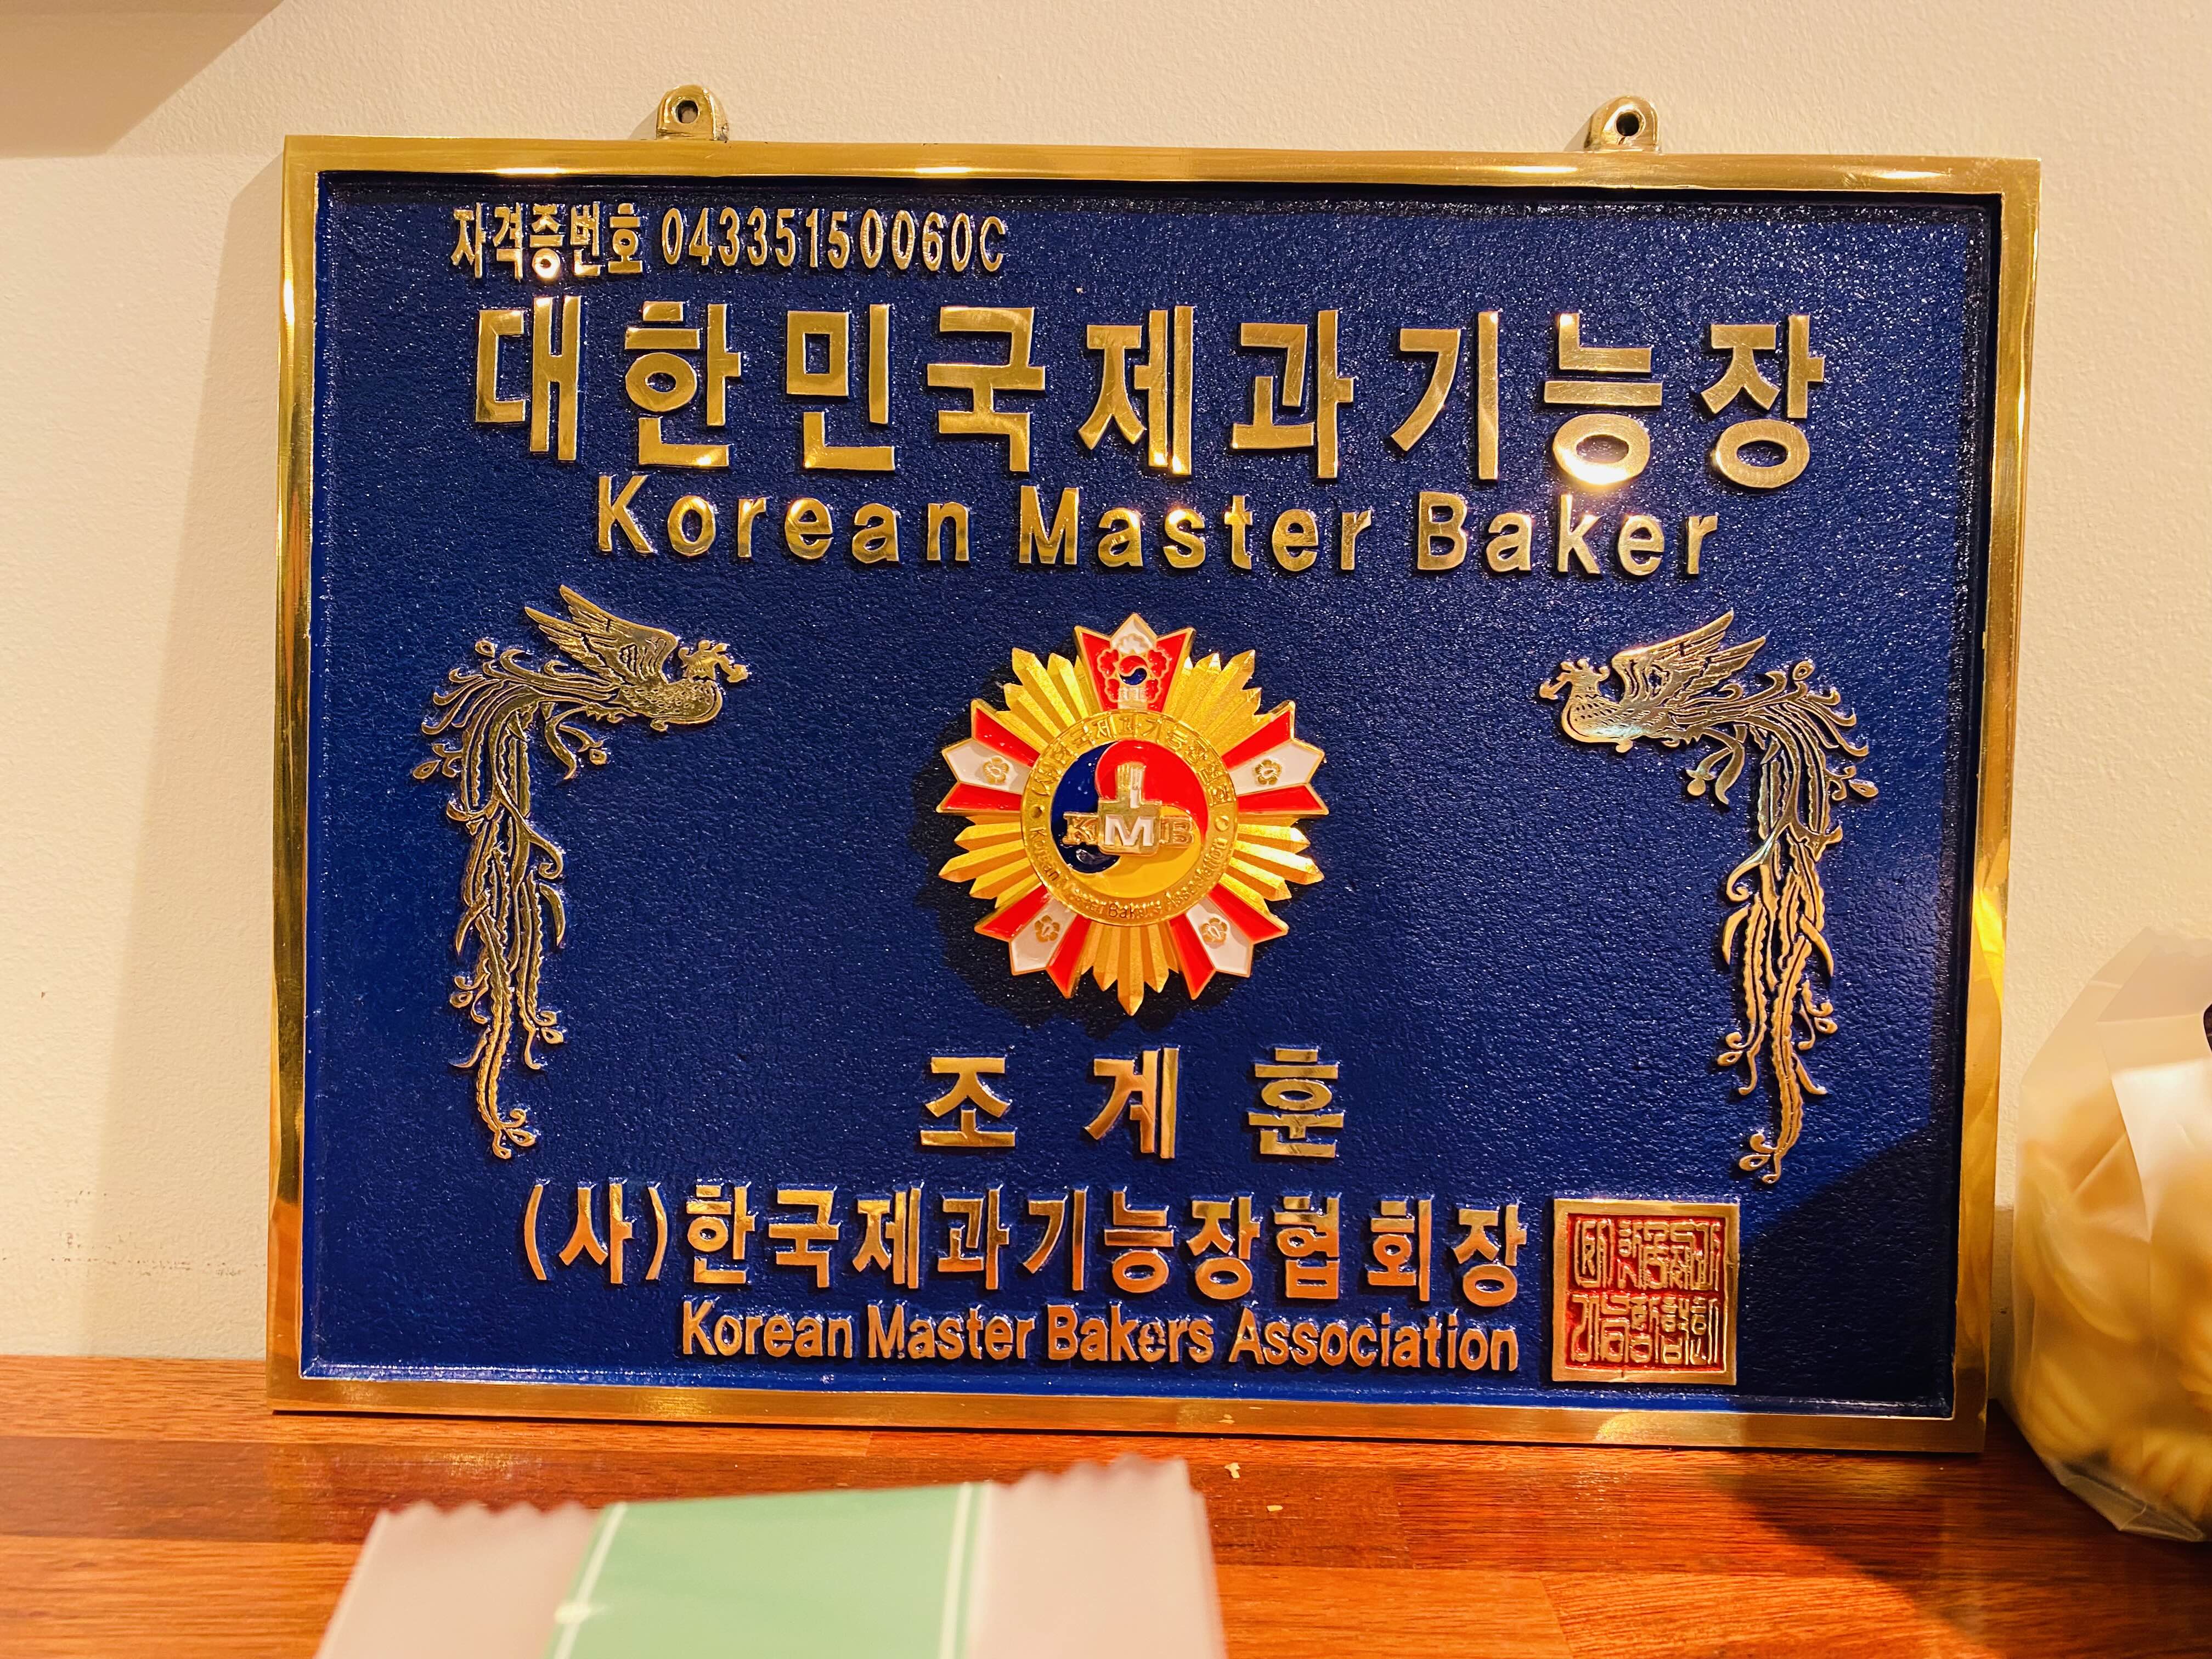 자격증번호 04335150060C
대한민국제과기능장
Korean Master Baker
KMB
조계훈
(사)한국제과기능장협회장
Korean Master Bakers Association